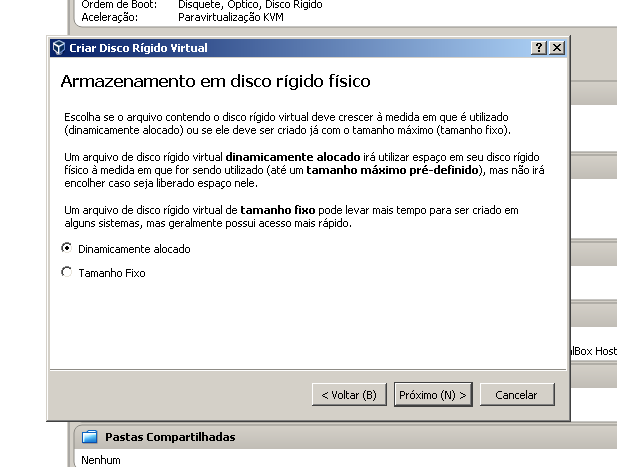 Ordem de Boot: Disquete, Óptico, Disco Rígido
Aceleração: Paravirtualização KVM
Criar Disco Rígido Virtual
Armazenamento em disco rígido físico
Escolha se o arquivo contendo o disco rígido virtual deve crescer à medida em que é utilizado
(dinamicamente alocado) ou se ele deve ser criado já com o tamanho máximo (tamanho fixo).
Um arquivo de disco rígido virtual dinamicamente alocado irá utilizar espaço em seu disco rígido
físico à medida em que for sendo utilizado (até um tamanho máximo pré-definido), mas não irá
encolher caso seja liberado espaço nele.
Um arquivo de disco rígido virtual de tamanho fixo pode levar mais tempo para ser criado em
alguns sistemas, mas geralmente possui acesso mais rápido.
Dinamicamente alocado
Tamanho Fixo
lBox Host
< Voltar (B) Próximo (N) > Cancelar
Pastas Compartilhadas
Nenhum